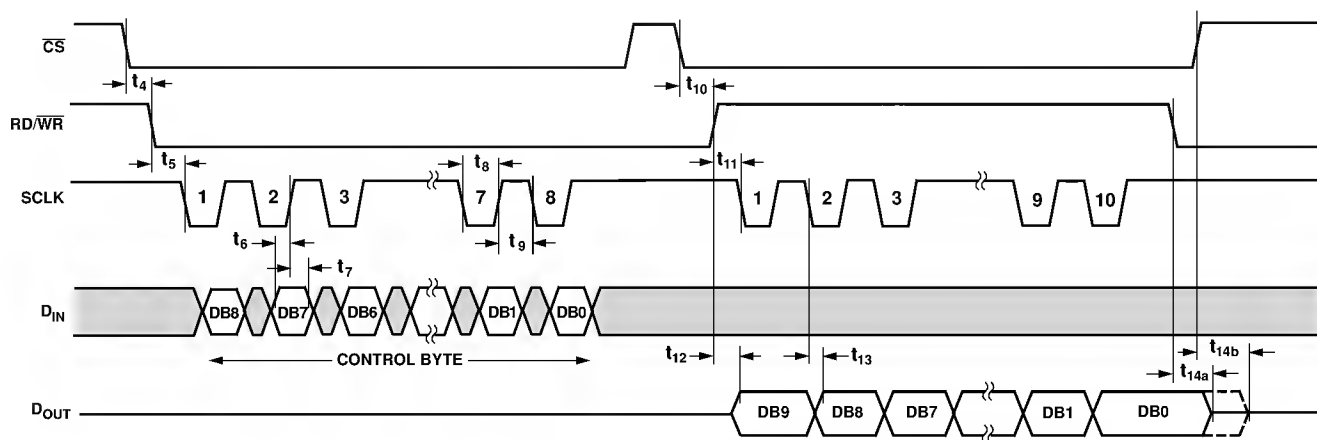 C̅S̅
t4
t10
RD/W̅R̅
t5
t8
t11
SCLK
1 2 3 7 8 1 2 3 9 10
t6
t9
t7
DIN
DB8 DB7 DB6 DB1 DB0
CONTROL BYTE
t12
t13
t14b
t14a
DOUT
DB9 DB8 DB7 DB1 DB0